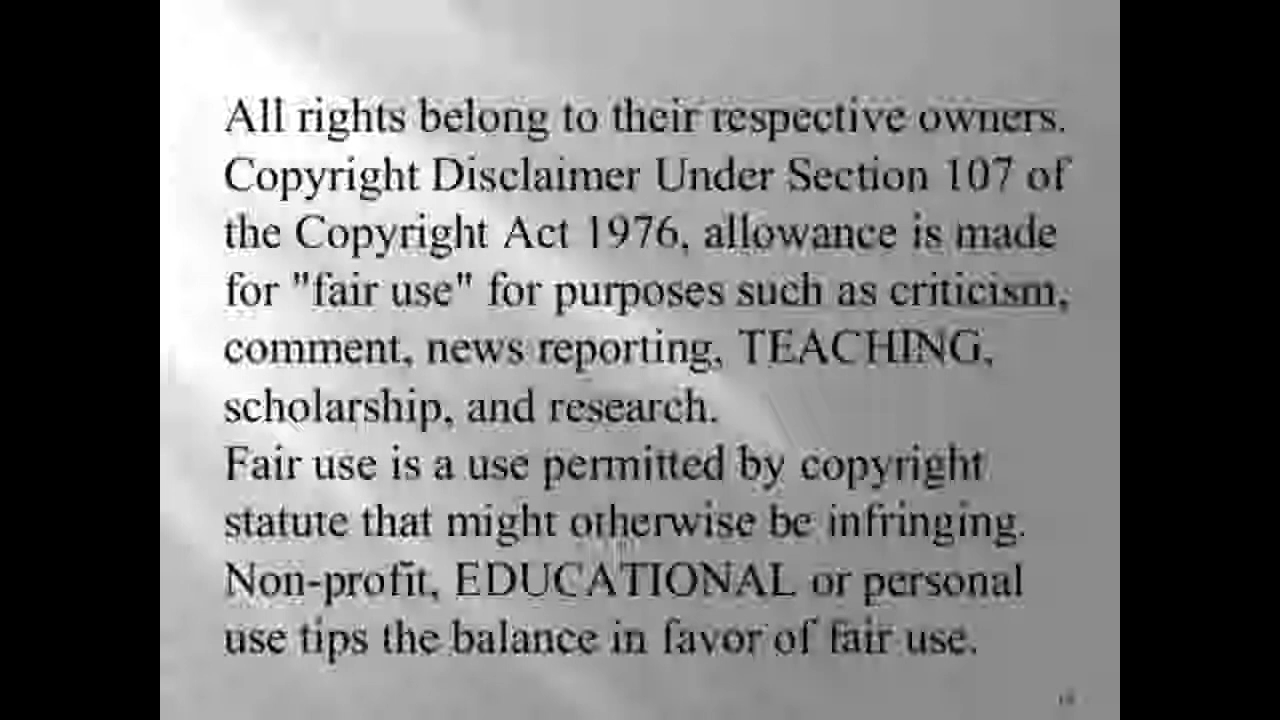 All rights belong to their respective owners.
Copyright Disclaimer Under Section 107 of
the Copyright Act 1976, allowance is made
for "fair use" for purposes such as criticism,
comment, news reporting, TEACHING,
scholarship, and research.
Fair use is a use permitted by copyright
statute that might otherwise be infringing.
Non-profit, EDUCATIONAL or personal
use tips the balance in favor of fair use.